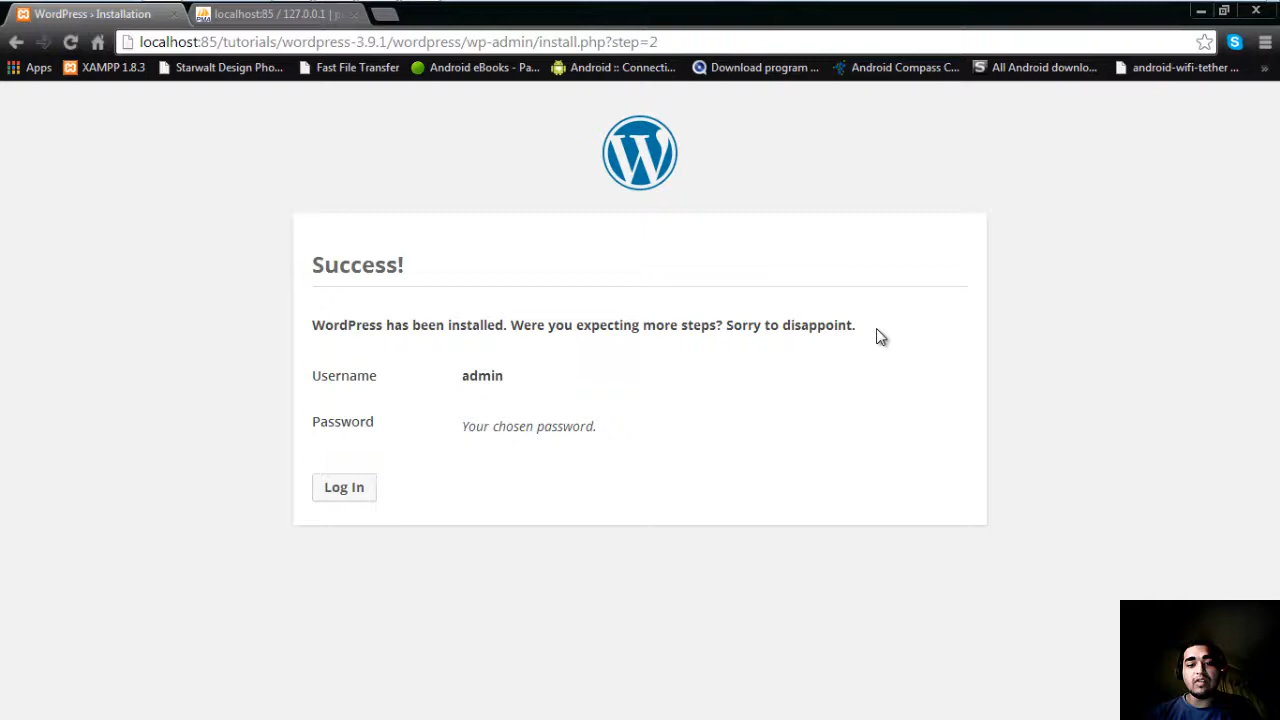 WordPress › Installation
localhost:85 / 127.0.0.1 | p
localhost:85/tutorials/wordpress-3.9.1/wordpress/wp-admin/install.php?step=2
Apps XAMPP 1.8.3 Starwalt Design Pho... Fast File Transfer Android eBooks - Pa... Android :: Connecti... Download program ... Android Compass C... All Android downlo... android-wifi-tether ... »
W
Success!
WordPress has been installed. Were you expecting more steps? Sorry to disappoint.
Username admin
Password Your chosen password.
Log In